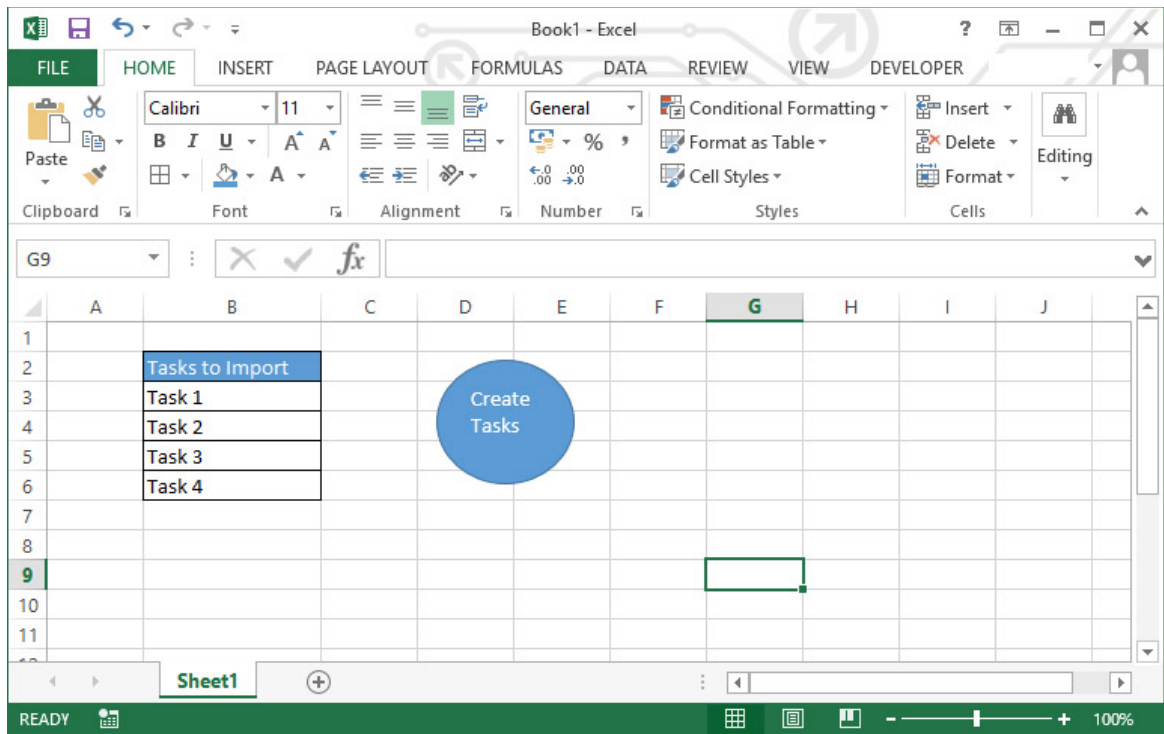 Book1 - Excel ?
FILE HOME INSERT PAGE LAYOUT FORMULAS DATA REVIEW VIEW DEVELOPER
Calibri 11 General Conditional Formatting Insert
Paste B I U A A % , Format as Table Delete Editing
A .00 .0 Cell Styles Format
Clipboard Font Alignment Number Styles Cells
G9 fx
A B C D E F G H I J
1
2 Tasks to Import
3 Task 1 Create
4 Task 2 Tasks
5 Task 3
6 Task 4
7
8
9
10
11
Sheet1
READY 100%